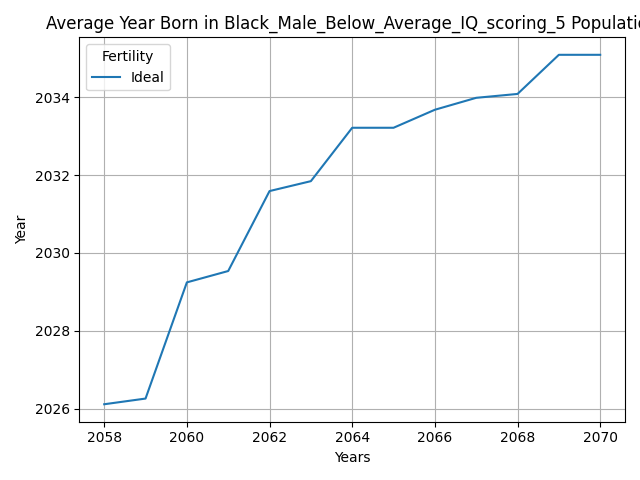 Average Year Born in Black_Male_Below_Average_IQ_scoring_5 Populatio
Fertility
Ideal
Year
2034
2032
2030
2028
2026
2058 2060 2062 2064 2066 2068 2070
Years